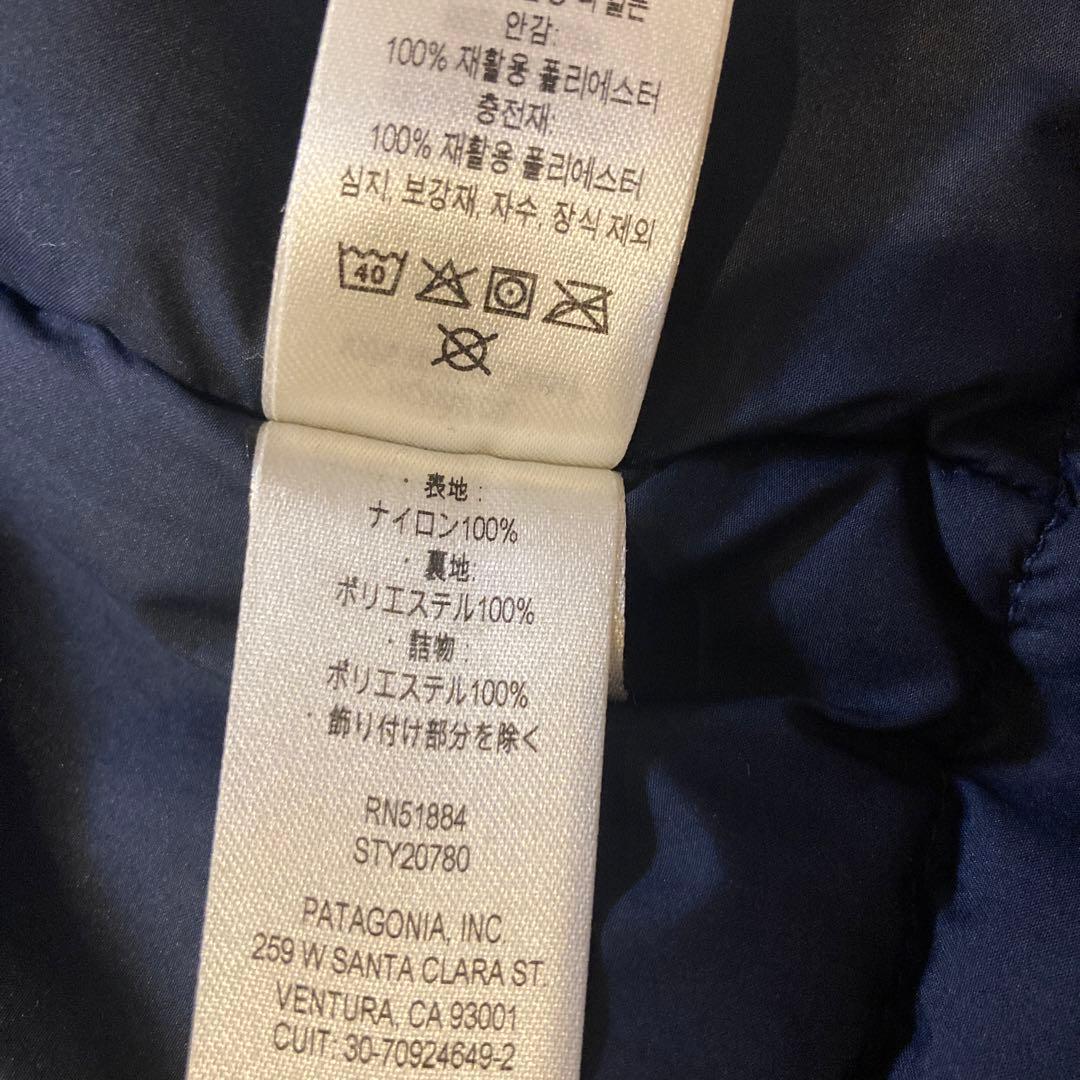 안감:
100% 재활용 폴리에스터
충전재:
100% 재활용 폴리에스터
심지, 보강재, 자수, 장식 제외
40
・表地:
ナイロン100%
・裏地:
ポリエステル100%
・詰物:
ポリエステル100%
・飾り付け部分を除く
RN51884
STY20780
PATAGONIA, INC.
259 W SANTA CLARA ST.
VENTURA, CA 93001
CUIT: 30-70924649-2